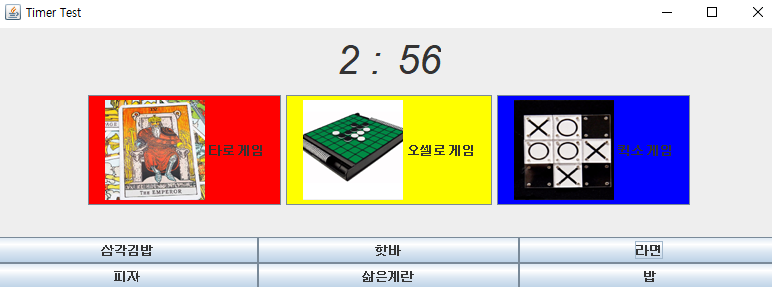 Timer Test
2 : 56
THE EMPEROR
타로 게임
오셀로 게임
틱소 게임
삼각김밥
핫바
라면
피자
삶은계란
밥